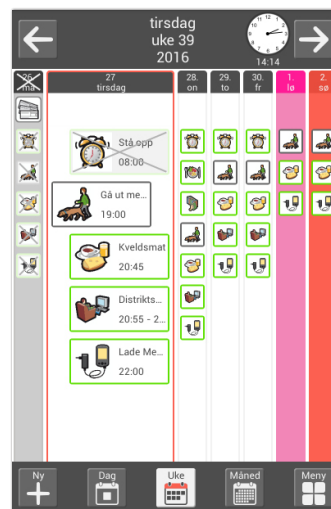 tirsdag
uke 39
2016
14:14
26.
ma
27
tirsdag
28.
on
29.
to
30.
fr
1.
lø
2.
sø
Stå opp
08:00
Gå ut me...
19:00
Kveldsmat
20:45
Distrikts...
20:55 - 2...
Lade Me...
22:00
Ny
Dag
Uke
Måned
Meny